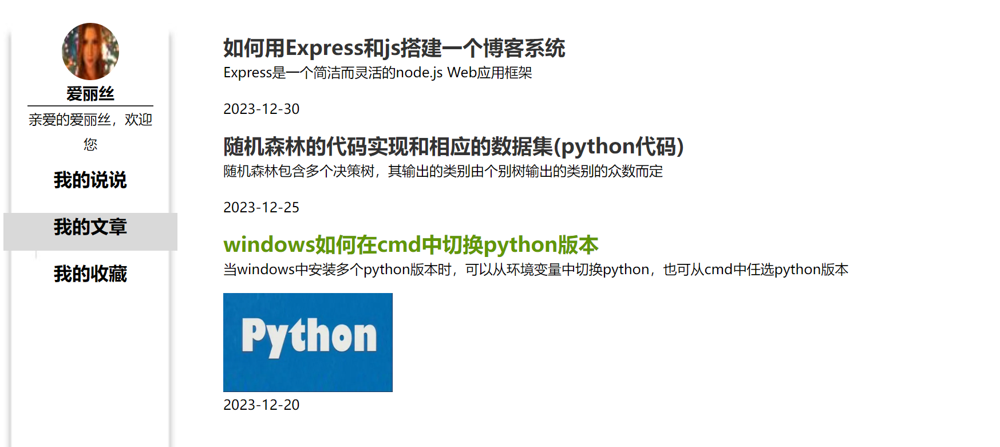 爱丽丝
亲爱的爱丽丝，欢迎
您
我的说说
我的文章
我的收藏
如何用Express和js搭建一个博客系统
Express是一个简洁而灵活的node.js Web应用框架
2023-12-30
随机森林的代码实现和相应的数据集(python代码)
随机森林包含多个决策树，其输出的类别由个别树输出的类别的众数而定
2023-12-25
windows如何在cmd中切换python版本
当windows中安装多个python版本时，可以从环境变量中切换python，也可从cmd中任选python版本
Python
2023-12-20